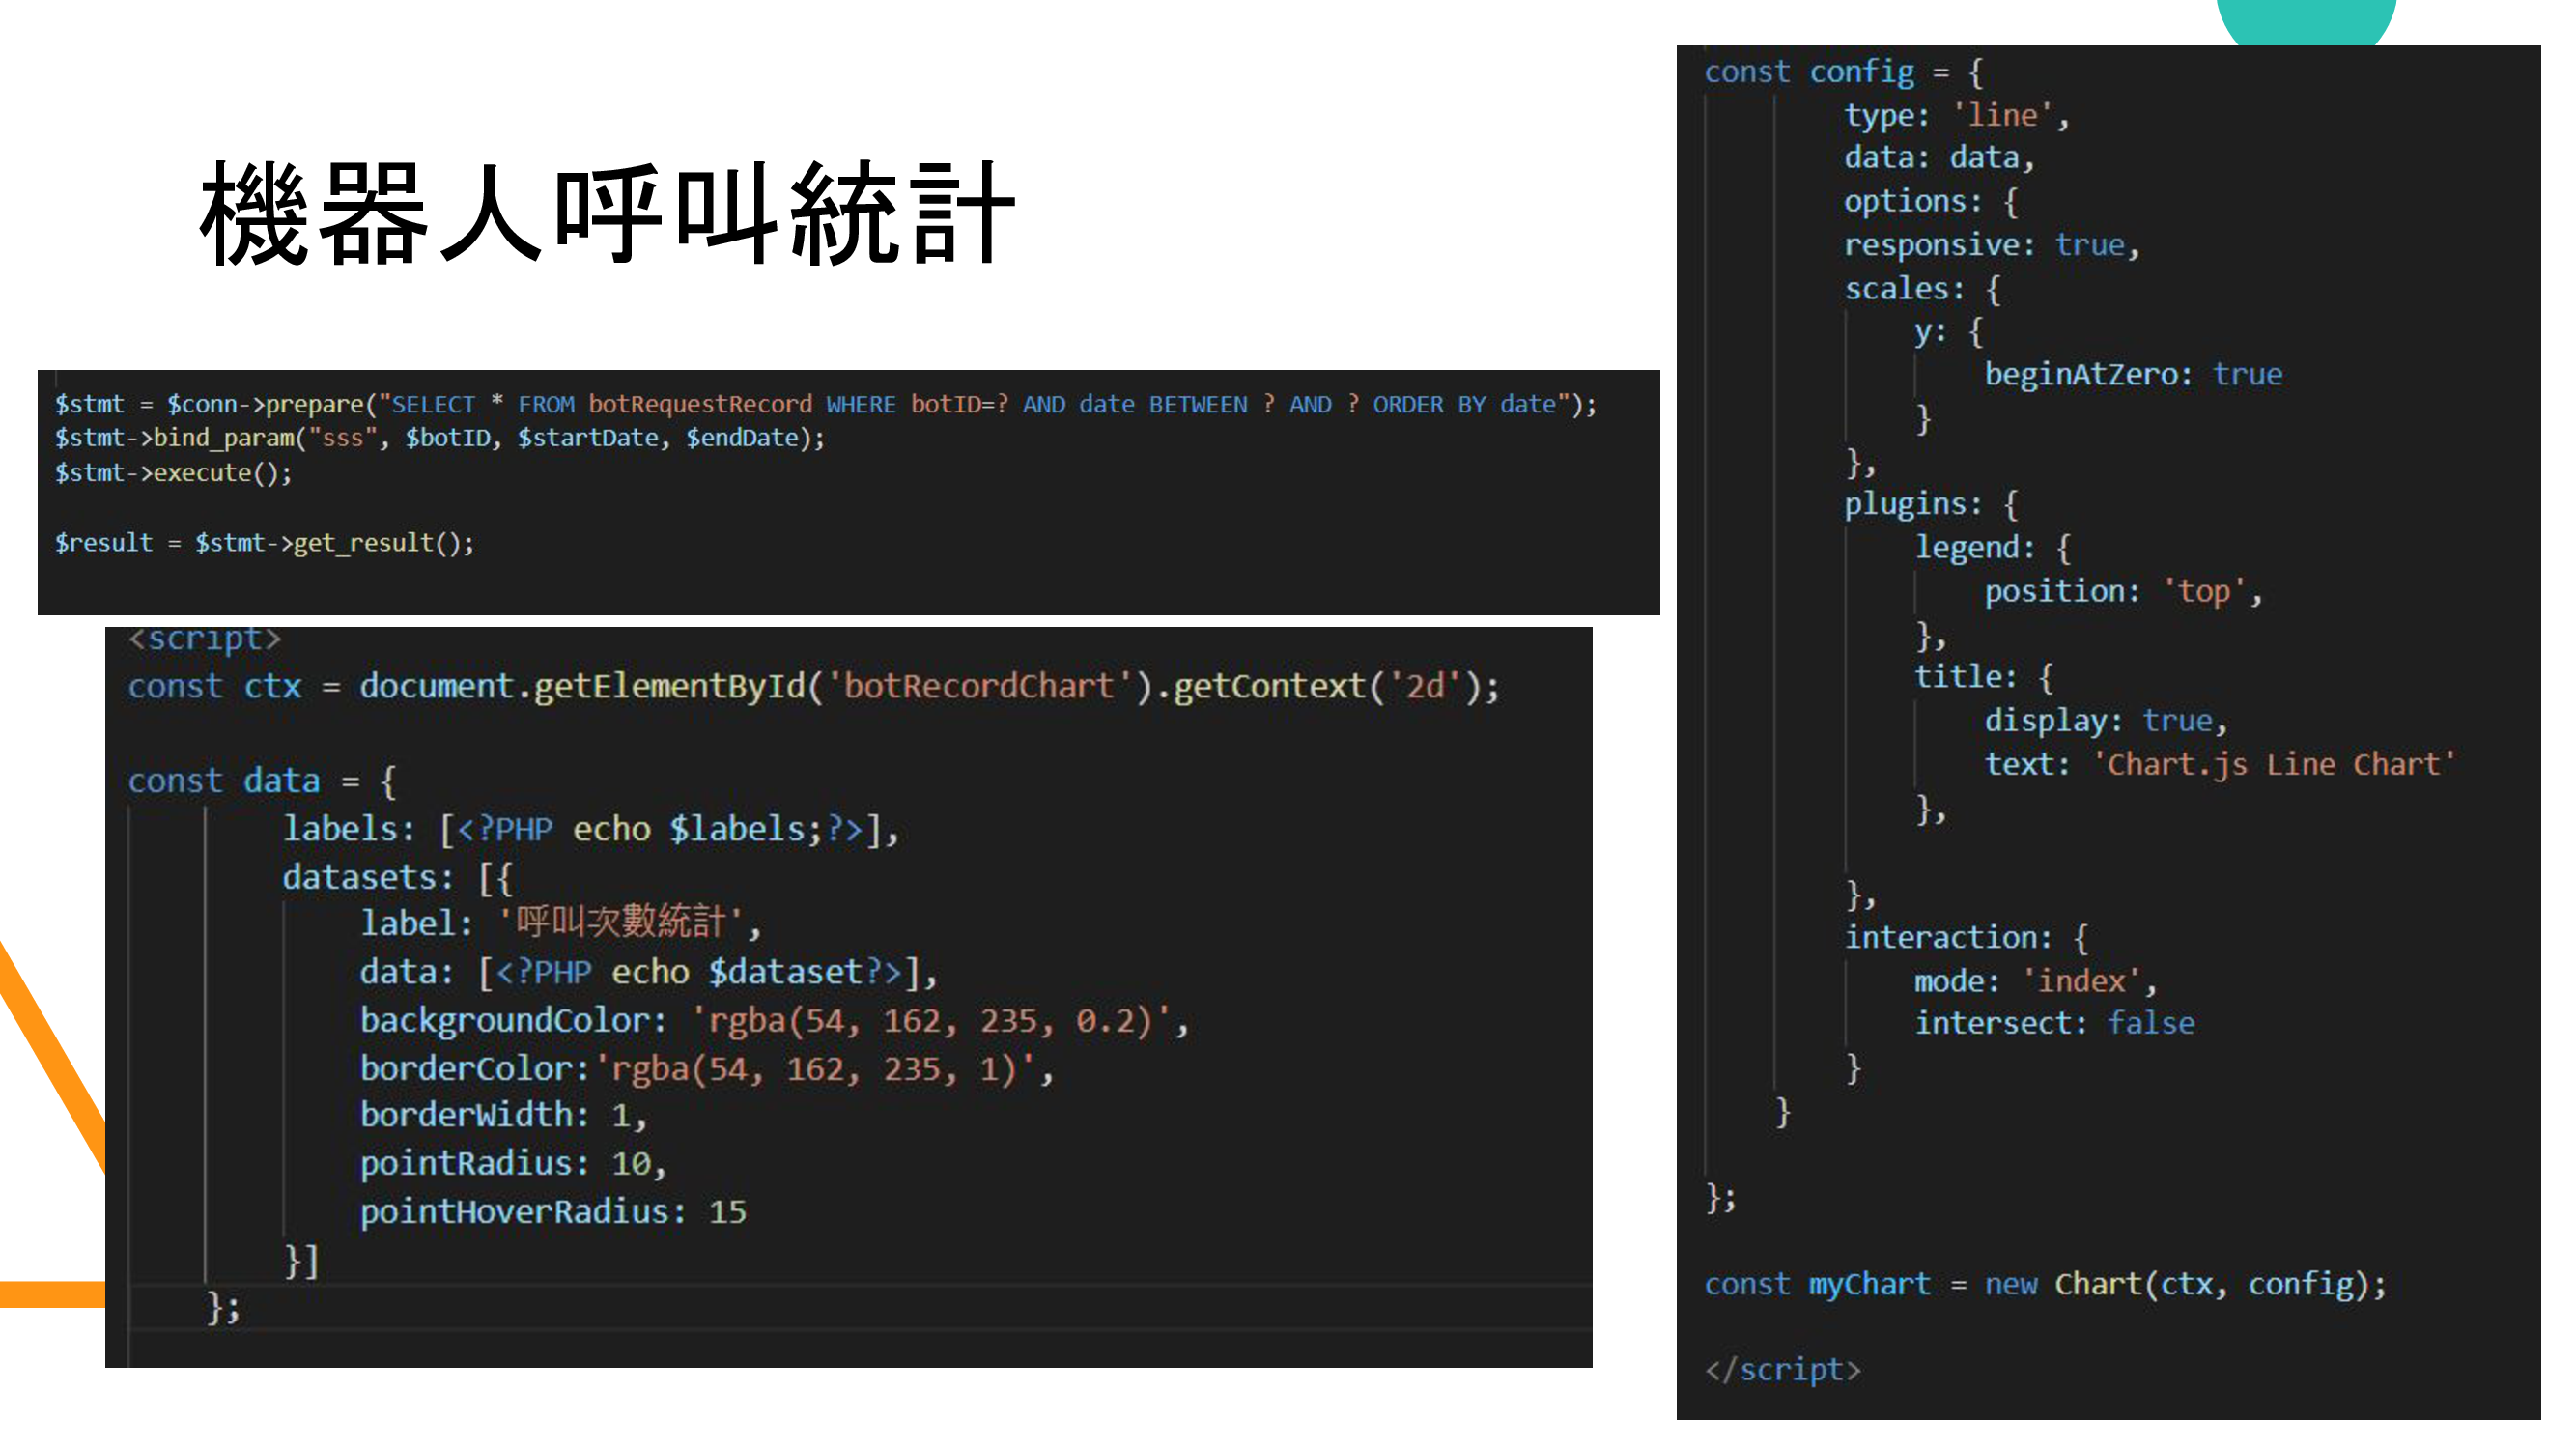 機器人呼叫統計
$stmt = $conn->prepare("SELECT * FROM botRequestRecord WHERE botID=? AND date BETWEEN ? AND ? ORDER BY date");
$stmt->bind_param("sss", $botID, $startDate, $endDate);
$stmt->execute();
$result = $stmt->get_result();
<script>
const ctx = document.getElementById('botRecordChart').getContext('2d');
const data = {
labels: [<?PHP echo $labels;?>],
datasets: [{
label: '呼叫次數統計',
data: [<?PHP echo $dataset?>],
backgroundColor: 'rgba(54, 162, 235, 0.2)',
borderColor:'rgba(54, 162, 235, 1)',
borderWidth: 1,
pointRadius: 10,
pointHoverRadius: 15
}]
};
const config = {
type: 'line',
data: data,
options: {
responsive: true,
scales: {
y: {
beginAtZero: true
}
},
plugins: {
legend: {
position: 'top',
},
title: {
display: true,
text: 'Chart.js Line Chart'
},
},
interaction: {
mode: 'index',
intersect: false
}
}
};
const myChart = new Chart(ctx, config);
</script>